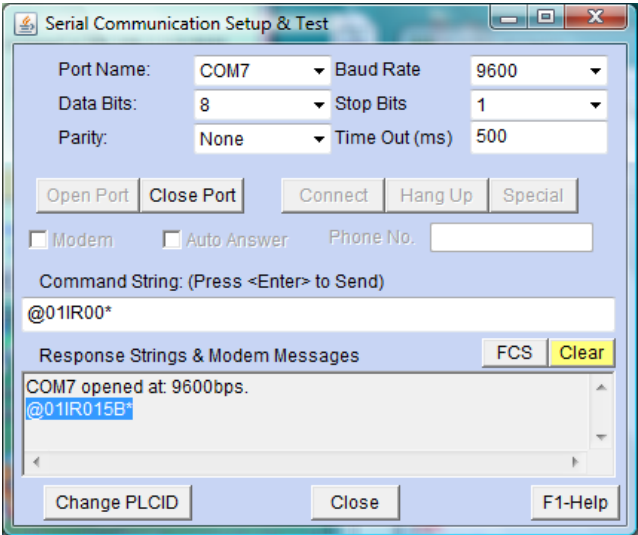 Serial Communication Setup & Test
Port Name: COM7 Baud Rate 9600
Data Bits: 8 Stop Bits 1
Parity: None Time Out (ms) 500
Open Port Close Port Connect Hang Up Special
Modem Auto Answer Phone No.
Command String: (Press <Enter> to Send)
@01IR00*
Response Strings & Modem Messages FCS Clear
COM7 opened at: 9600bps.
@01IR015B*
Change PLCID Close F1-Help